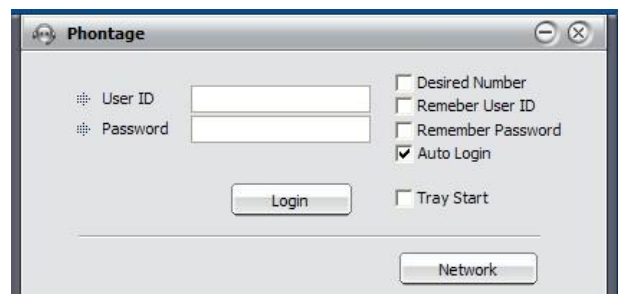 Phontage
Desired Number
User ID
Remeber User ID
Password
Remember Password
Auto Login
Login
Tray Start
Network